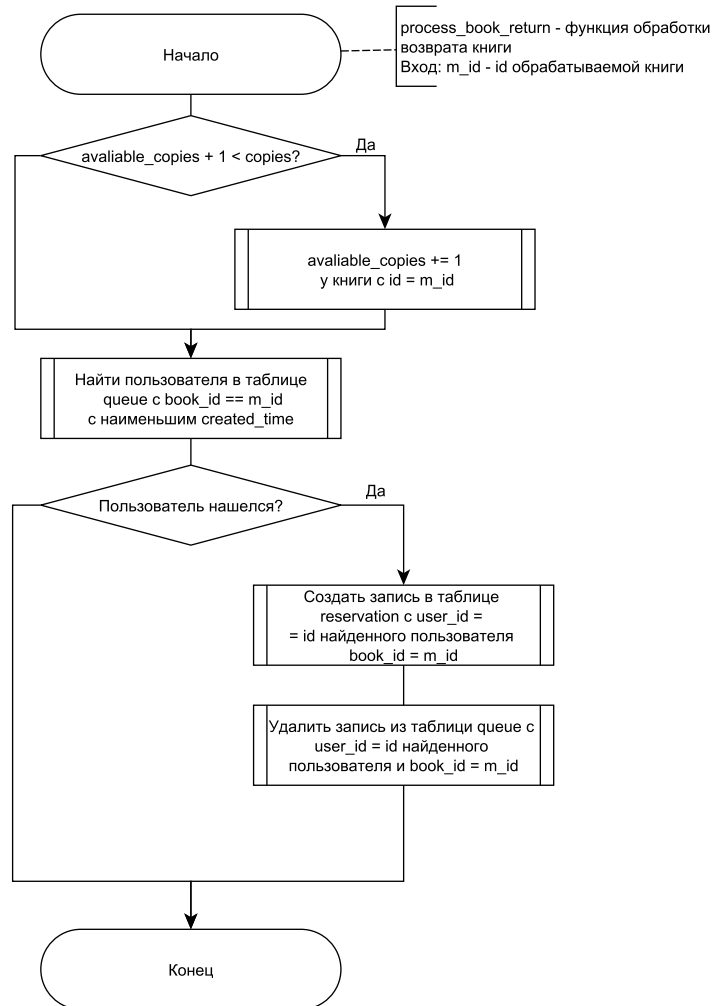 Начало
process_book_return - функция обработки
возврата книги
Вход: m_id - id обрабатываемой книги
avaliable_copies + 1 < copies?
Да
avaliable_copies += 1
у книги с id = m_id
Найти пользователя в таблице
queue с book_id == m_id
с наименьшим created_time
Пользователь нашелся?
Да
Создать запись в таблице
reservation с user_id =
= id найденного пользователя
book_id = m_id
Удалить запись из таблици queue с
user_id = id найденного
пользователя и book_id = m_id
Конец